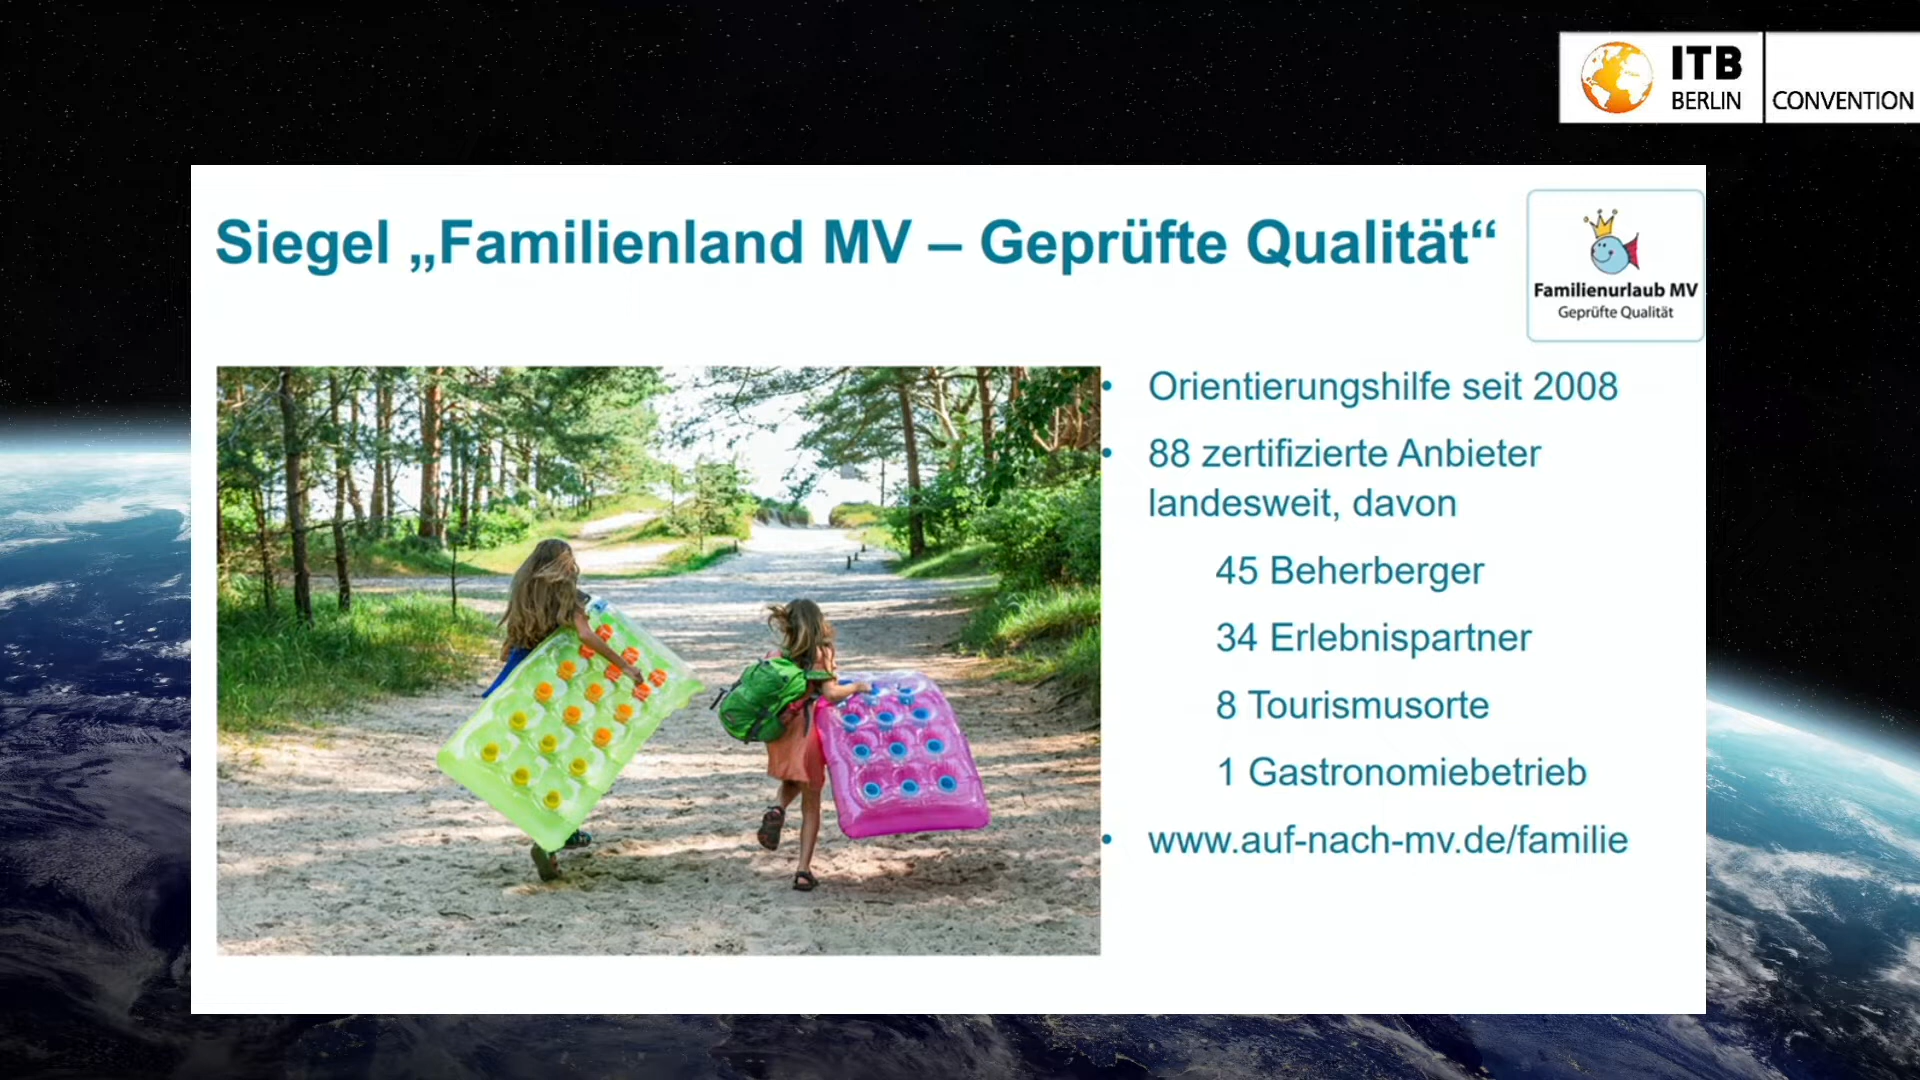 ITB
BERLIN
CONVENTION
Siegel „Familienland MV – Geprüfte Qualität“
Familienurlaub MV
Geprüfte Qualität
• Orientierungshilfe seit 2008
• 88 zertifizierte Anbieter
landesweit, davon
45 Beherberger
34 Erlebnispartner
8 Tourismusorte
1 Gastronomiebetrieb
• www.auf-nach-mv.de/familie